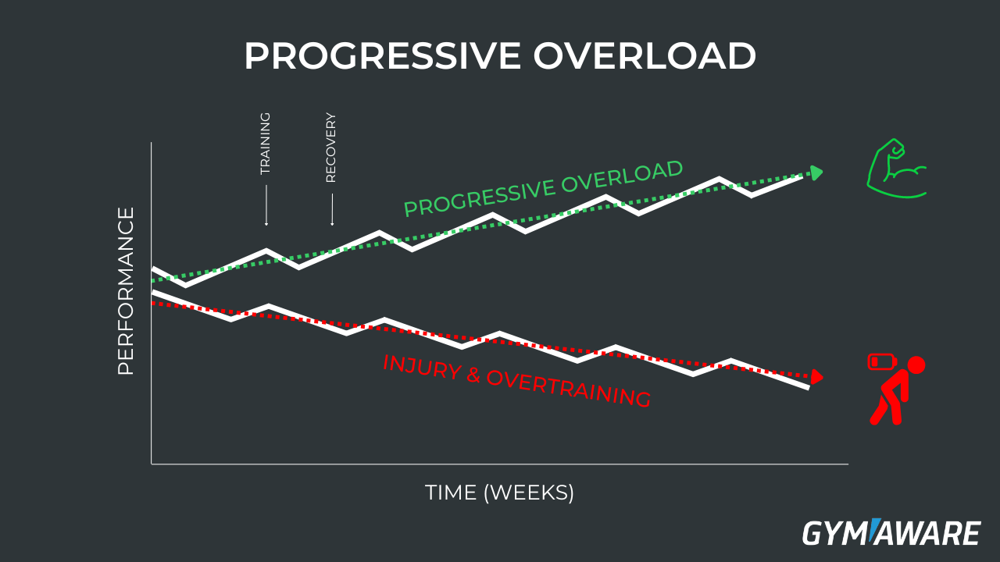 PROGRESSIVE OVERLOAD
TRAINING
RECOVERY
PROGRESSIVE OVERLOAD
PERFORMANCE
INJURY & OVERTRAINING
TIME (WEEKS)
GYMAWARE